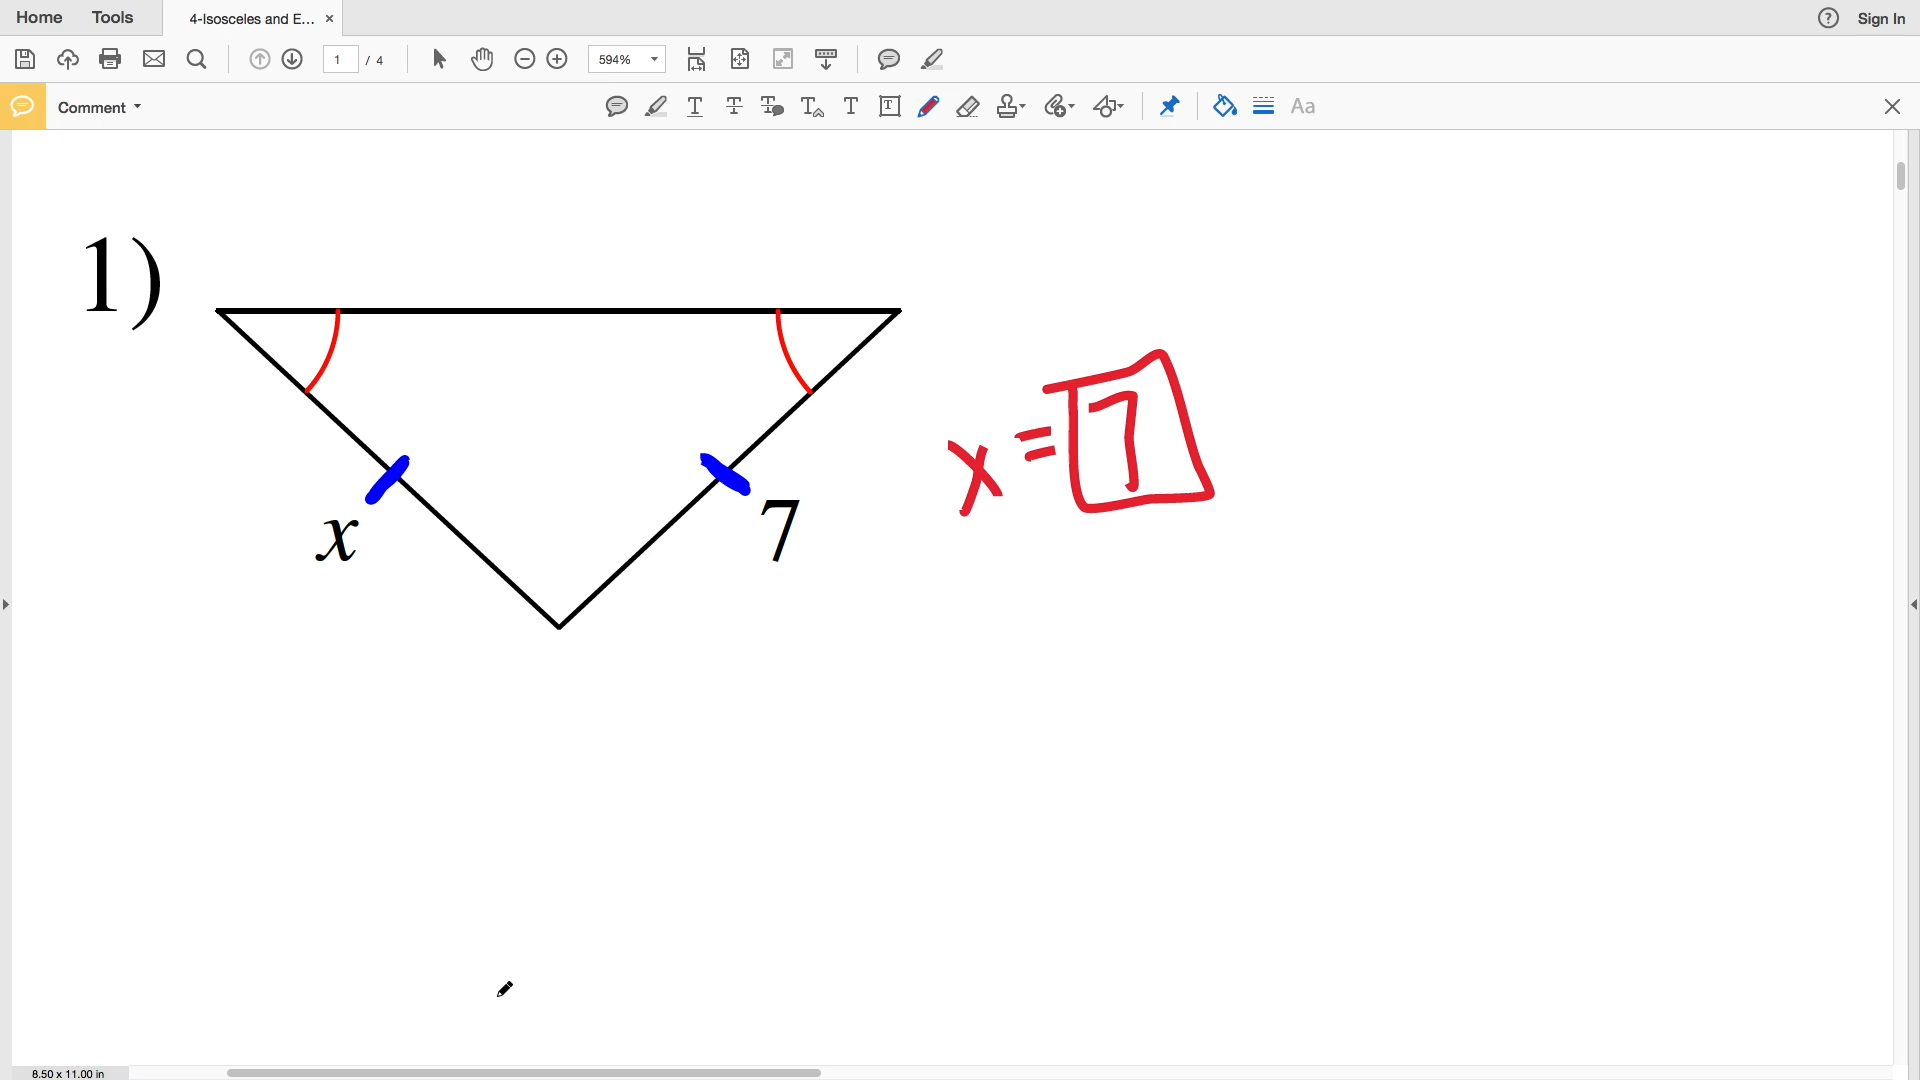 Home Tools 4-Isosceles and E... × ? Sign In
1 / 4 594%
Comment T T T T T T Aa
1)
x = 7
x 7
8.50 x 11.00 in